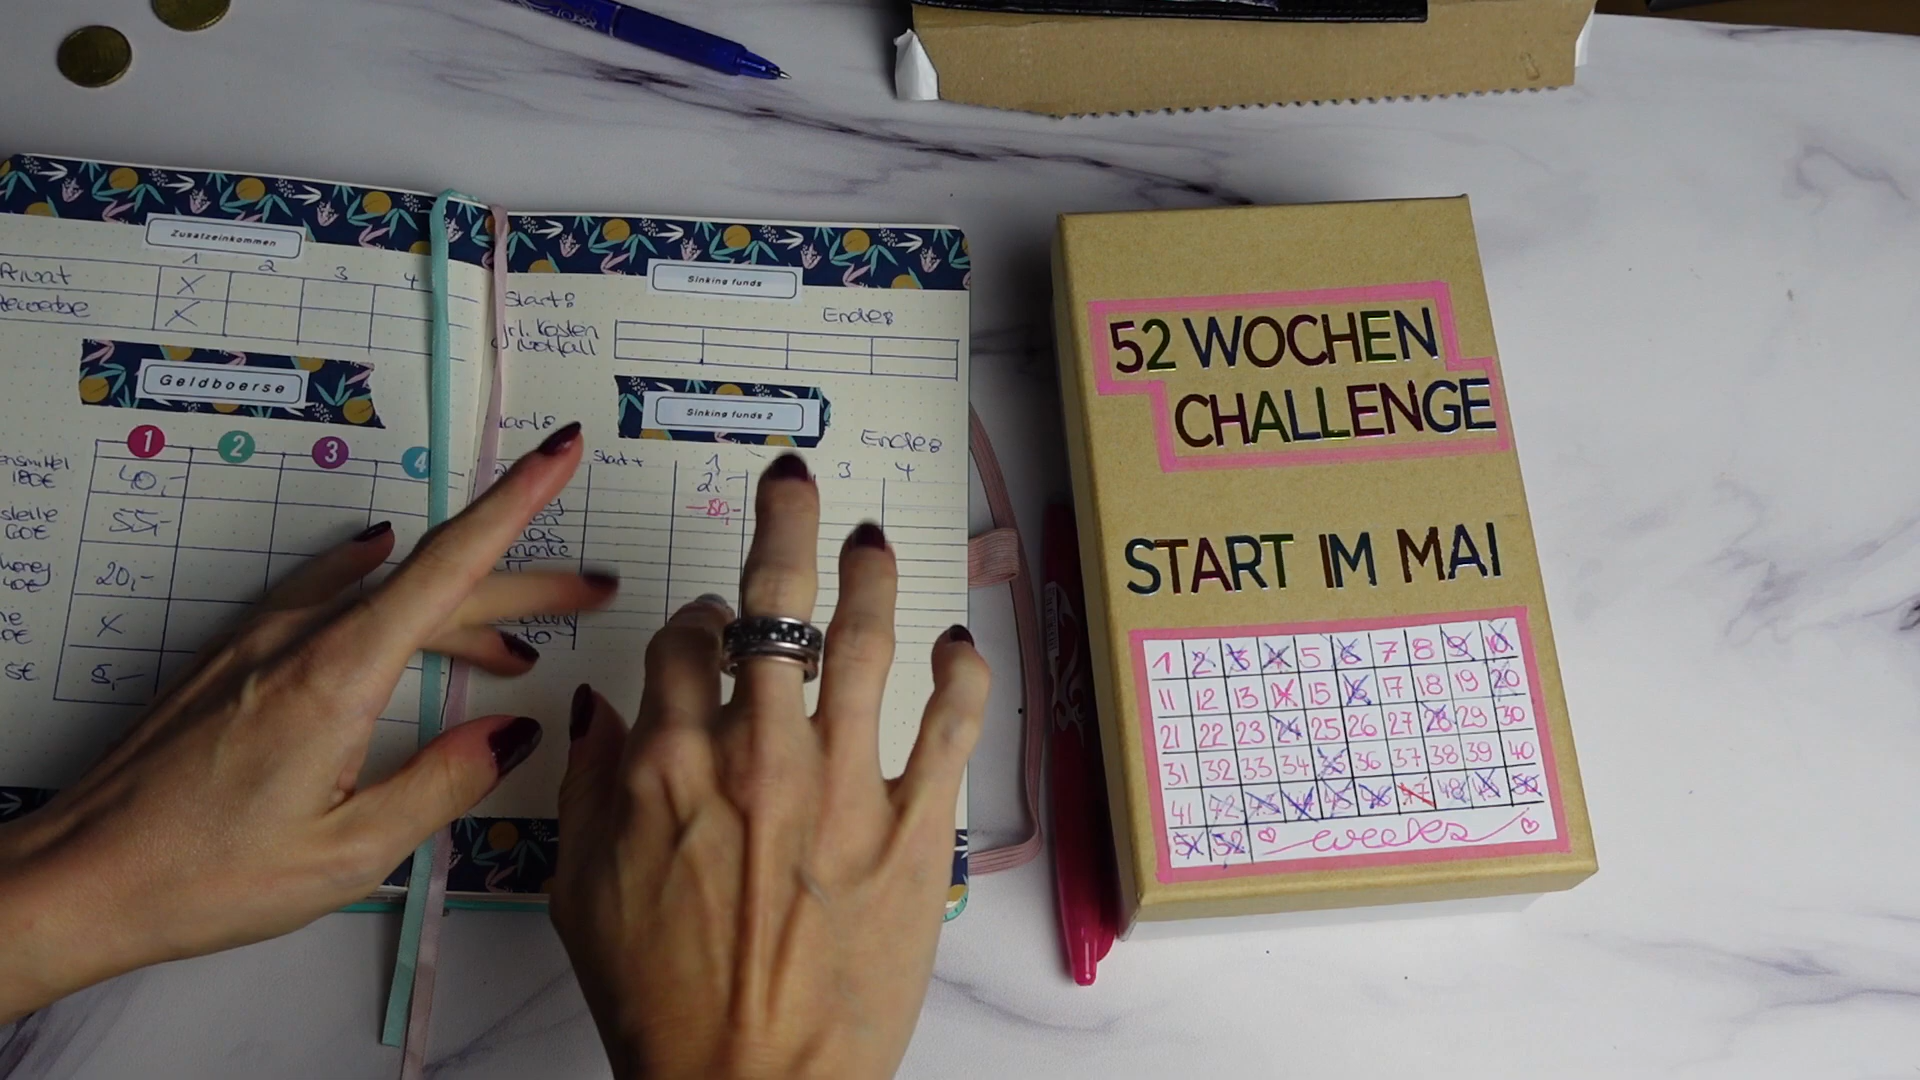 Zusatzeinkommen
1 2 3 4
Privat X
X
Geldboerse
1 2 3 4
180€ 40,-
55,-
20,-
X
5€ 5,-
Sinking funds
Start:
Ende:
jrl. Kosten
Notfall
Sinking funds 2
Ende:
Start 1 3 4
2,-
-80,-
52 WOCHEN
CHALLENGE
START IM MAI
1 2 3 4 5 6 7 8 9 10
11 12 13 14 15 16 17 18 19 20
21 22 23 24 25 26 27 28 29 30
31 32 33 34 35 36 37 38 39 40
41 42 43 44 45 46 47 48 49 50
51 52 weeks